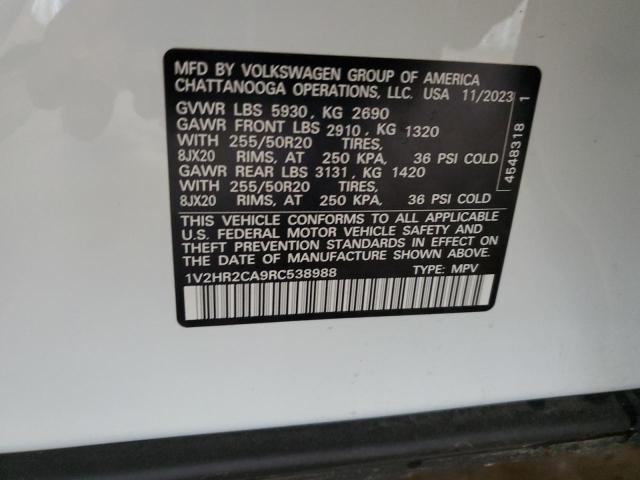 MFD BY VOLKSWAGEN GROUP OF AMERICA
CHATTANOOGA OPERATIONS, LLC. USA 11/2023
GVWR LBS 5930, KG 2690
GAWR FRONT LBS 2910, KG 1320
WITH 255/50R20 TIRES,
8JX20 RIMS, AT 250 KPA, 36 PSI COLD
GAWR REAR LBS 3131, KG 1420
WITH 255/50R20 TIRES,
8JX20 RIMS, AT 250 KPA, 36 PSI COLD
THIS VEHICLE CONFORMS TO ALL APPLICABLE
U.S. FEDERAL MOTOR VEHICLE SAFETY AND
THEFT PREVENTION STANDARDS IN EFFECT ON
THE DATE OF MANUFACTURE SHOWN ABOVE.
1V2HR2CA9RC538988 TYPE: MPV
4548318 1